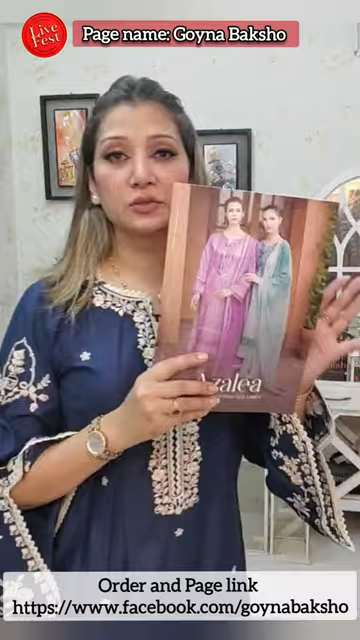 Live
Fest
Page name: Goyna Baksho
Azalea
Order and Page link
https://www.facebook.com/goynabaksho